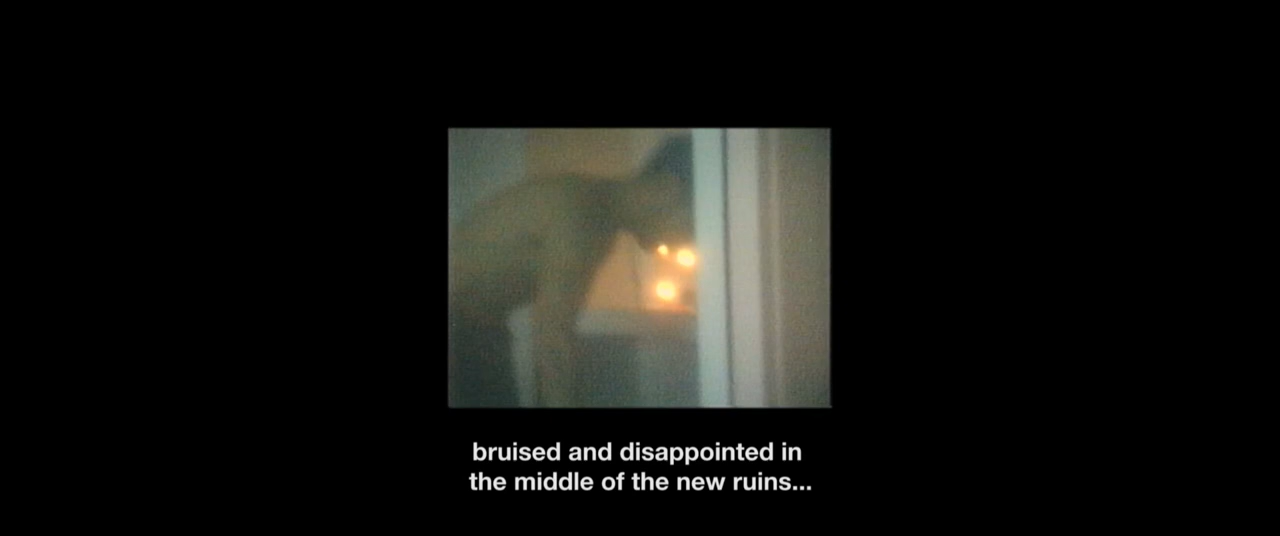 bruised and disappointed in
the middle of the new ruins...